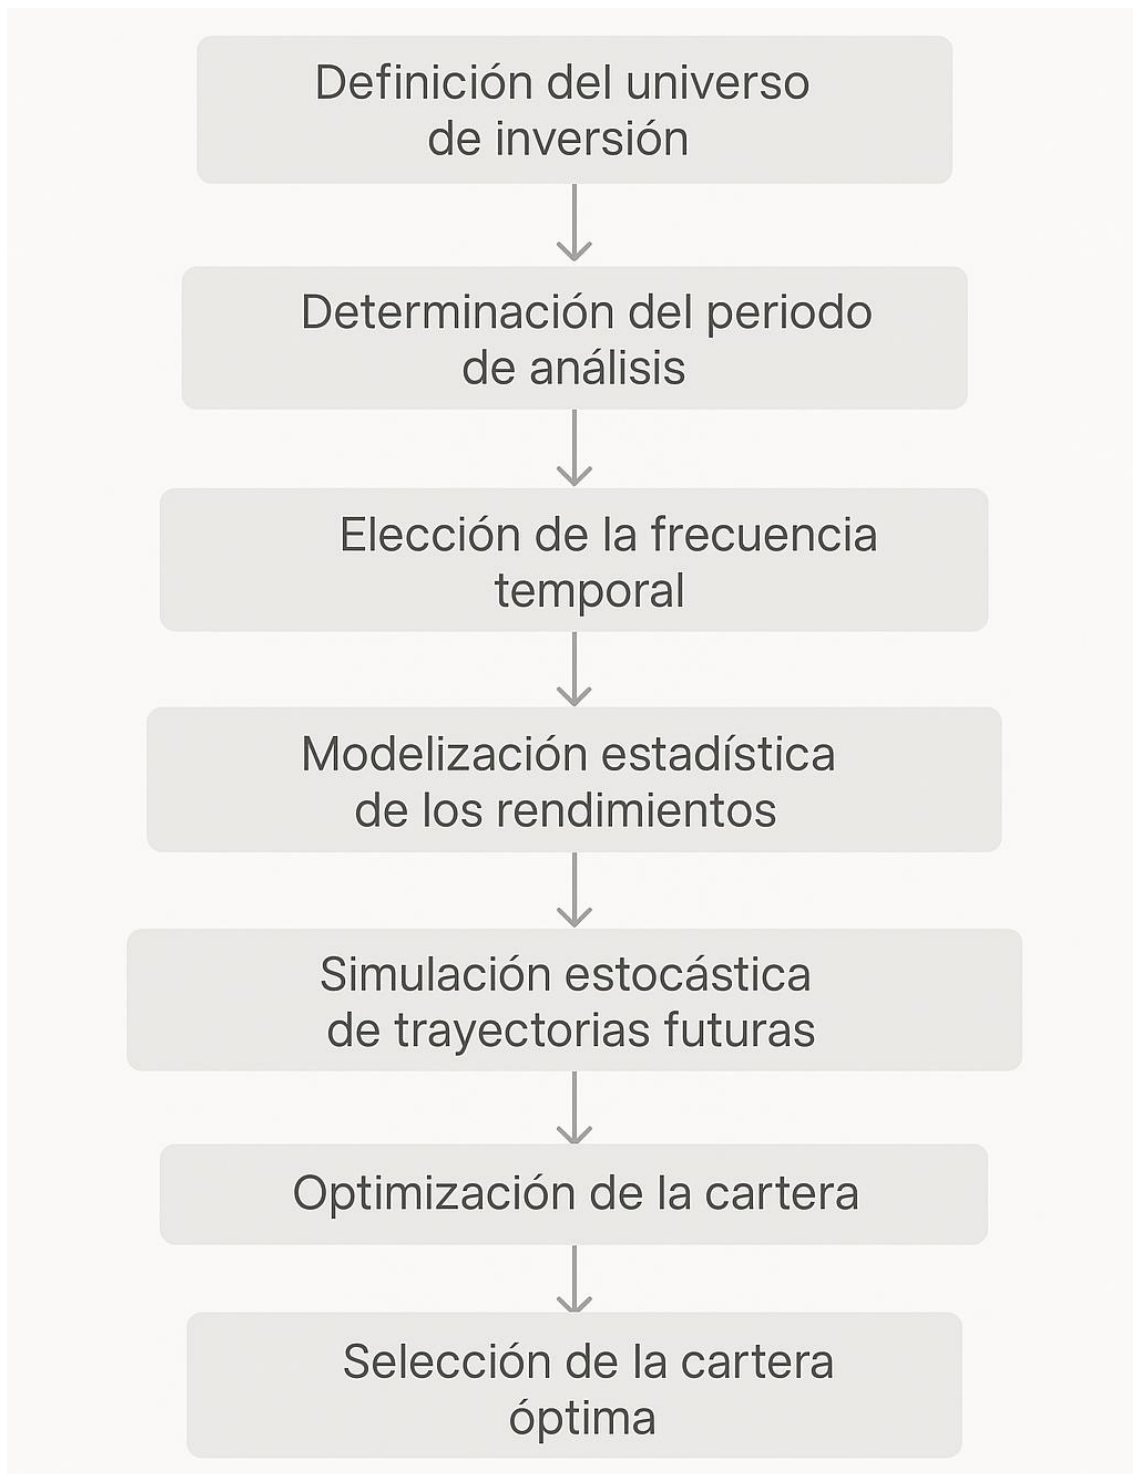 Definición del universo
de inversión
Determinación del periodo
de análisis
Elección de la frecuencia
temporal
Modelización estadística
de los rendimientos
Simulación estocástica
de trayectorias futuras
Optimización de la cartera
Selección de la cartera
óptima